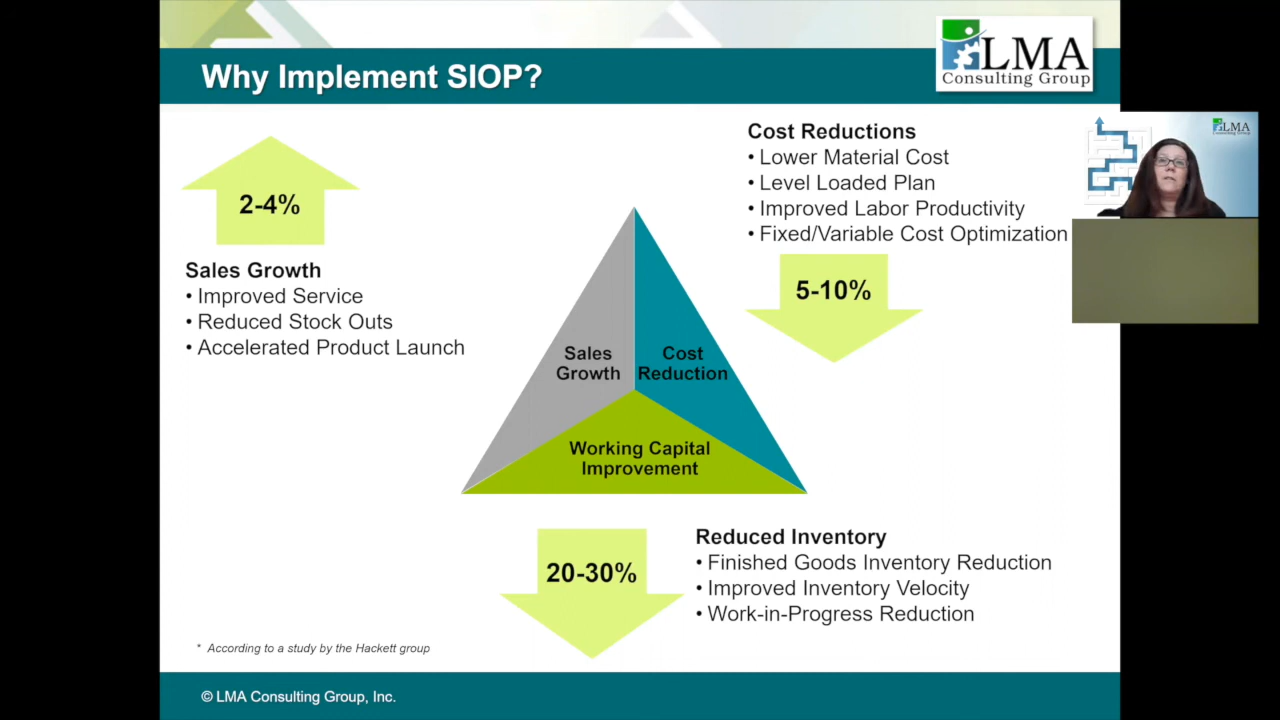 Why Implement SIOP?
LMA
Consulting Group
2-4%
Sales Growth
• Improved Service
• Reduced Stock Outs
• Accelerated Product Launch
Cost Reductions
• Lower Material Cost
• Level Loaded Plan
• Improved Labor Productivity
• Fixed/Variable Cost Optimization
5-10%
LMA
Consulting Group
Sales
Growth
Cost
Reduction
Working Capital
Improvement
20-30%
Reduced Inventory
• Finished Goods Inventory Reduction
• Improved Inventory Velocity
• Work-in-Progress Reduction
* According to a study by the Hackett group
© LMA Consulting Group, Inc.